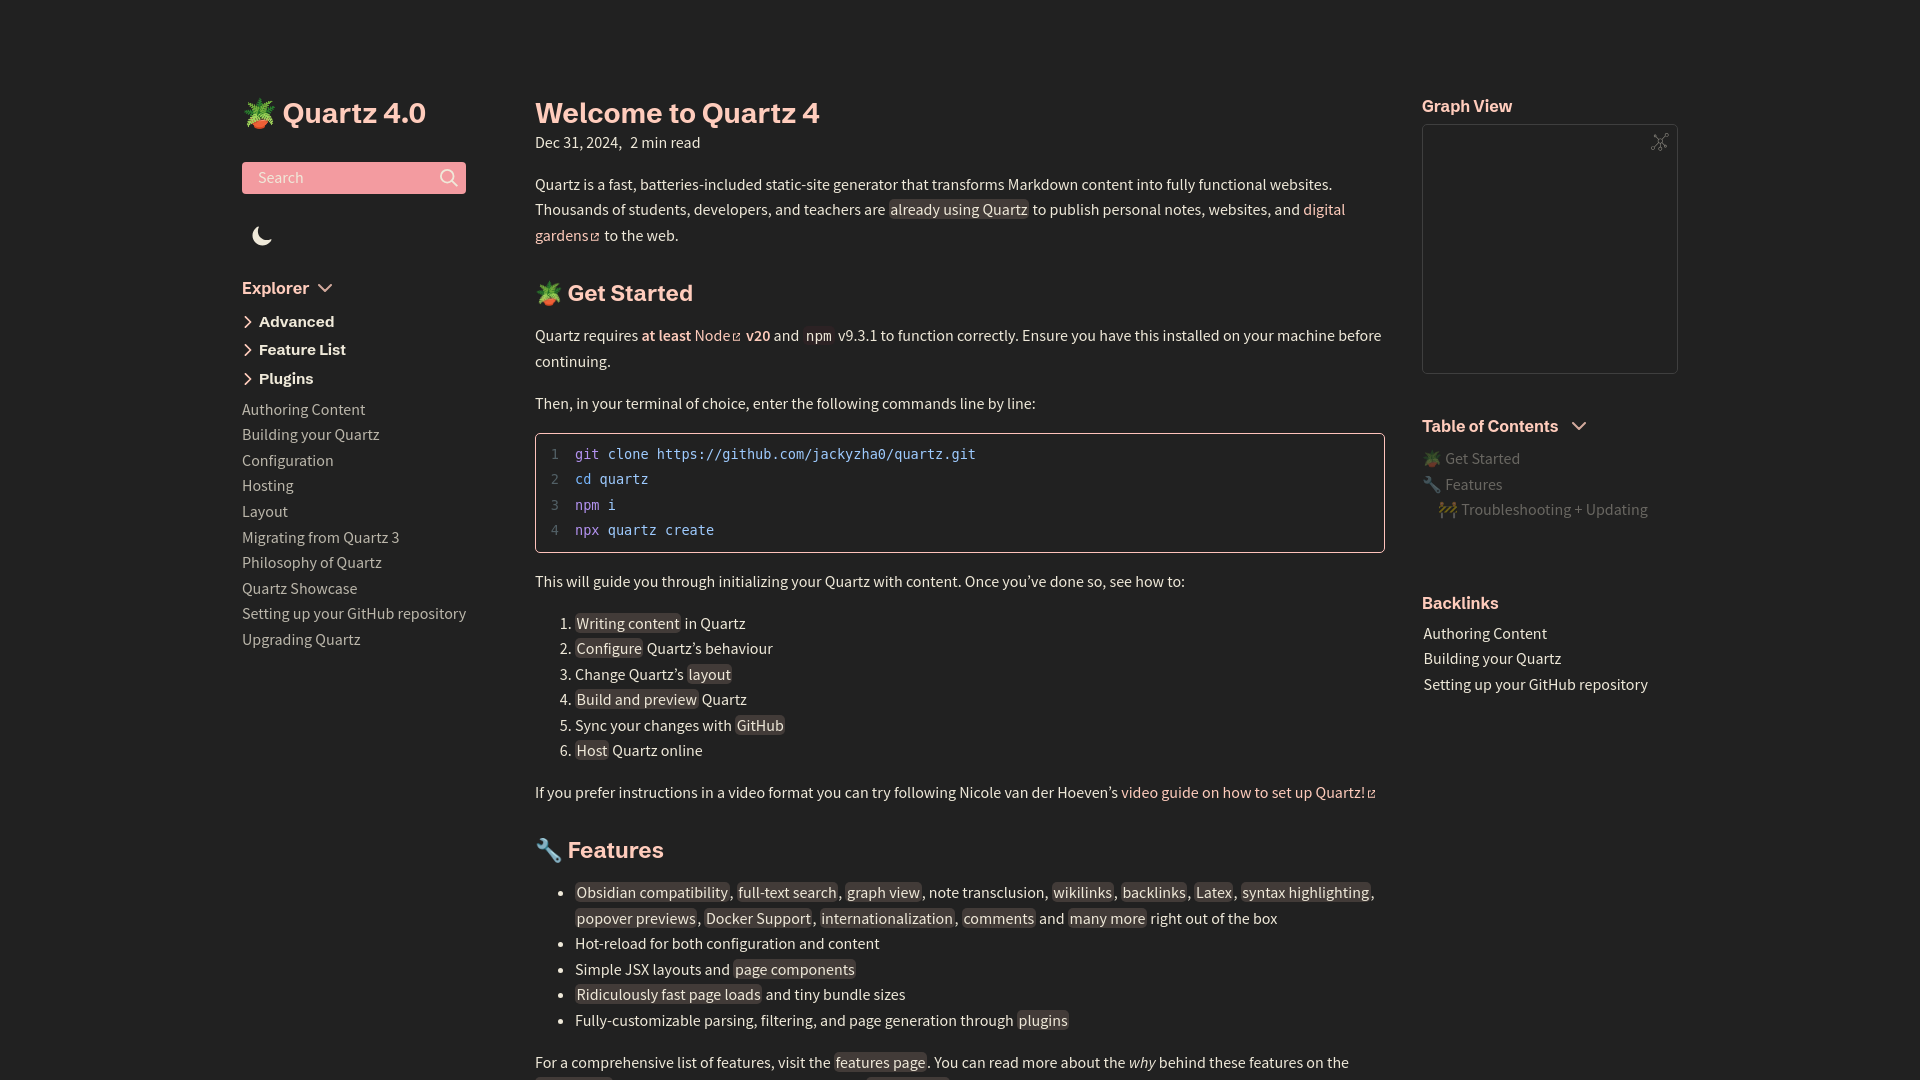 🪴 Quartz 4.0
Search
Explorer
Advanced
Feature List
Plugins
Authoring Content
Building your Quartz
Configuration
Hosting
Layout
Migrating from Quartz 3
Philosophy of Quartz
Quartz Showcase
Setting up your GitHub repository
Upgrading Quartz
Welcome to Quartz 4
Dec 31, 2024, 2 min read
Quartz is a fast, batteries-included static-site generator that transforms Markdown content into fully functional websites.
Thousands of students, developers, and teachers are already using Quartz to publish personal notes, websites, and digital
gardens to the web.
🪴 Get Started
Quartz requires at least Node v20 and npm v9.3.1 to function correctly. Ensure you have this installed on your machine before
continuing.
Then, in your terminal of choice, enter the following commands line by line:
1 git clone https://github.com/jackyzha0/quartz.git
2 cd quartz
3 npm i
4 npx quartz create
This will guide you through initializing your Quartz with content. Once you’ve done so, see how to:
1. Writing content in Quartz
2. Configure Quartz’s behaviour
3. Change Quartz’s layout
4. Build and preview Quartz
5. Sync your changes with GitHub
6. Host Quartz online
If you prefer instructions in a video format you can try following Nicole van der Hoeven’s video guide on how to set up Quartz!
🔧 Features
• Obsidian compatibility, full-text search, graph view, note transclusion, wikilinks, backlinks, Latex, syntax highlighting,
popover previews, Docker Support, internationalization, comments and many more right out of the box
• Hot-reload for both configuration and content
• Simple JSX layouts and page components
• Ridiculously fast page loads and tiny bundle sizes
• Fully-customizable parsing, filtering, and page generation through plugins
For a comprehensive list of features, visit the features page. You can read more about the why behind these features on the
Graph View
Table of Contents
🪴 Get Started
🔧 Features
🚧 Troubleshooting + Updating
Backlinks
Authoring Content
Building your Quartz
Setting up your GitHub repository